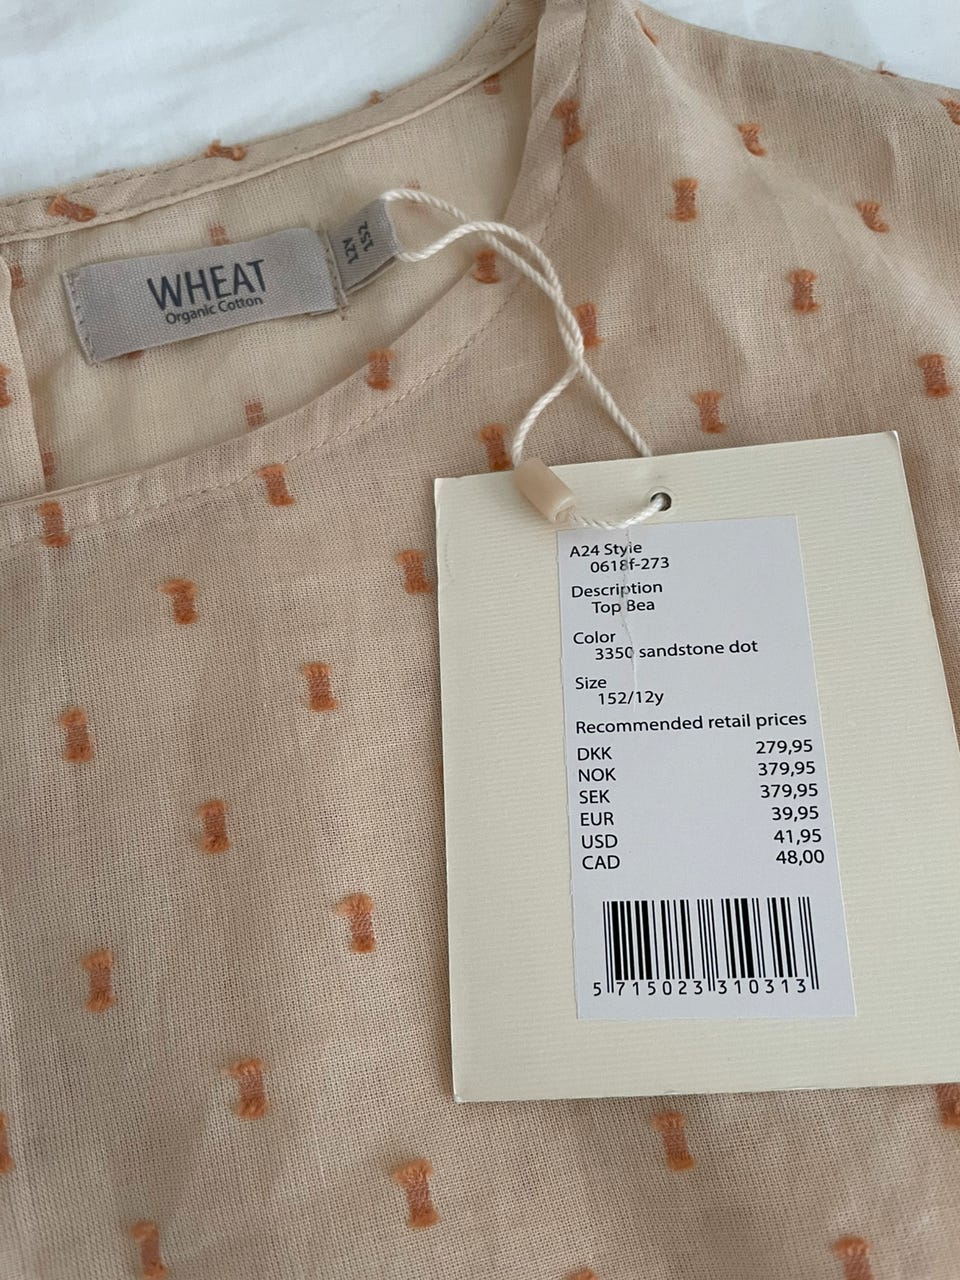 WHEAT
Organic Cotton
152
12Y
A24 Style
0618f-273
Description
Top Bea
Color
3350 sandstone dot
Size
152/12y
Recommended retail prices
DKK 279,95
NOK 379,95
SEK 379,95
EUR 39,95
USD 41,95
CAD 48,00
5 715023 310313